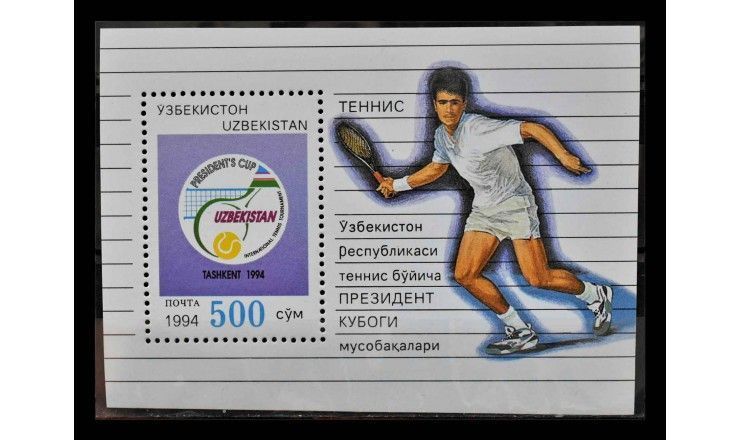 ЎЗБЕКИСТОН
UZBEKISTAN
PRESIDENT'S CUP
UZBEKISTAN
INTERNATIONAL TENNIS TOURNAMENT
TASHKENT 1994
ПОЧТА
1994 500 сўм
ТЕННИС
Ўзбекистон
республикаси
теннис бўйича
ПРЕЗИДЕНТ
КУБОГИ
мусобақалари